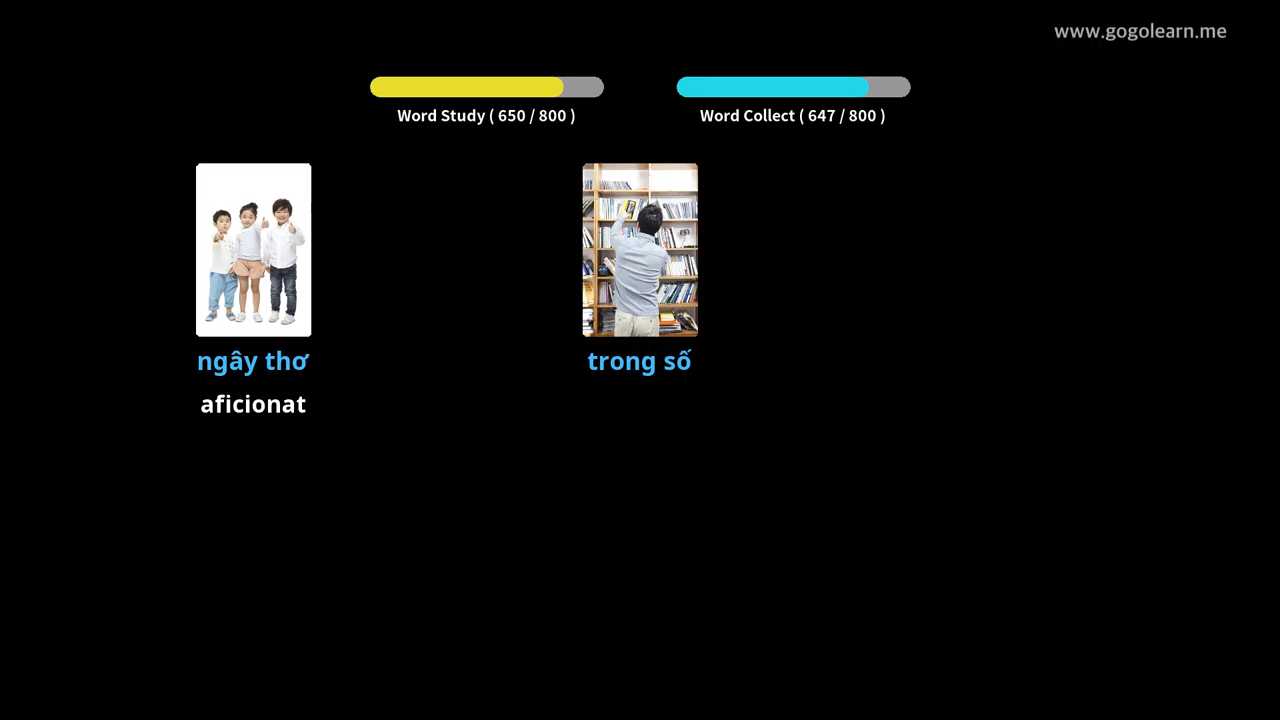 www.gogolearn.me
Word Study ( 650 / 800 )
Word Collect ( 647 / 800 )
ngây thơ
trong số
aficionat